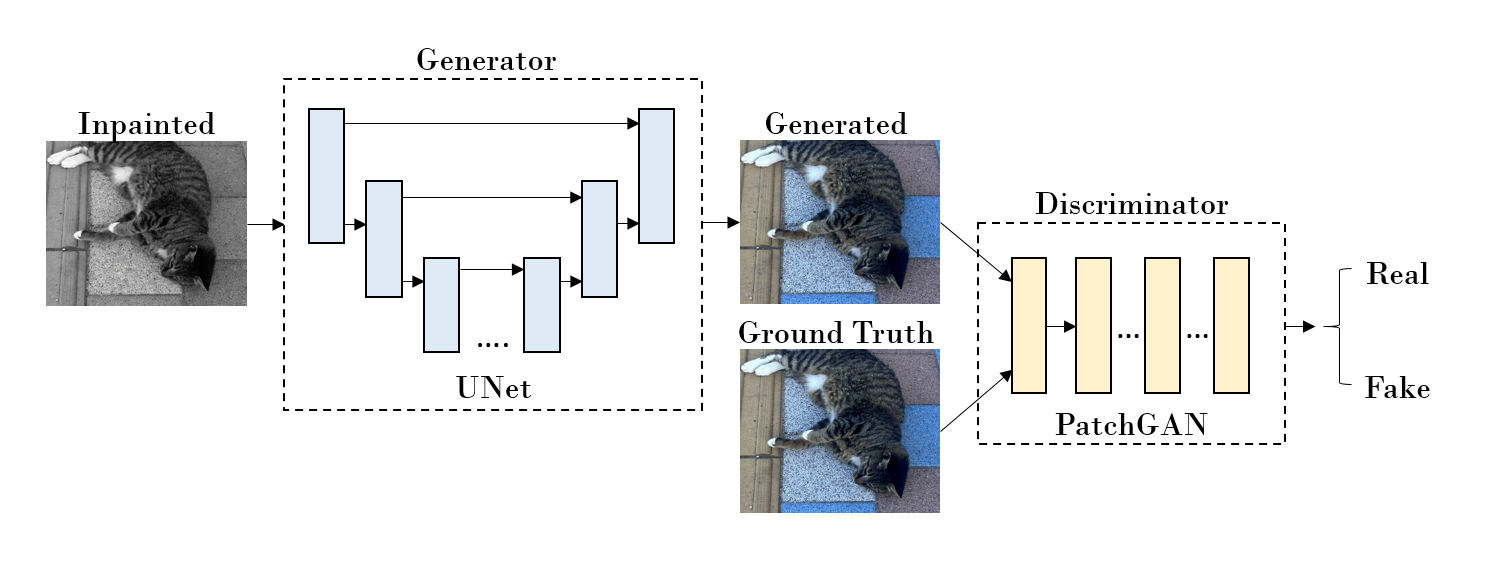 Generator
Inpainted
Generated
Discriminator
Real
Ground Truth
....
...
...
UNet
Fake
PatchGAN